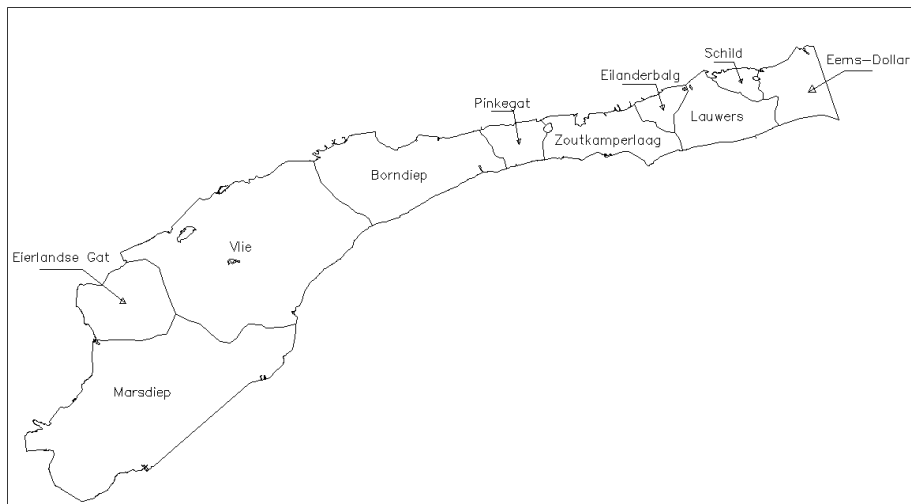 Schild
Eems-Dollar
Eilanderbalg
Pinkegat
Lauwers
Zoutkamperlaag
Borndiep
Vlie
Eierlandse Gat
Marsdiep